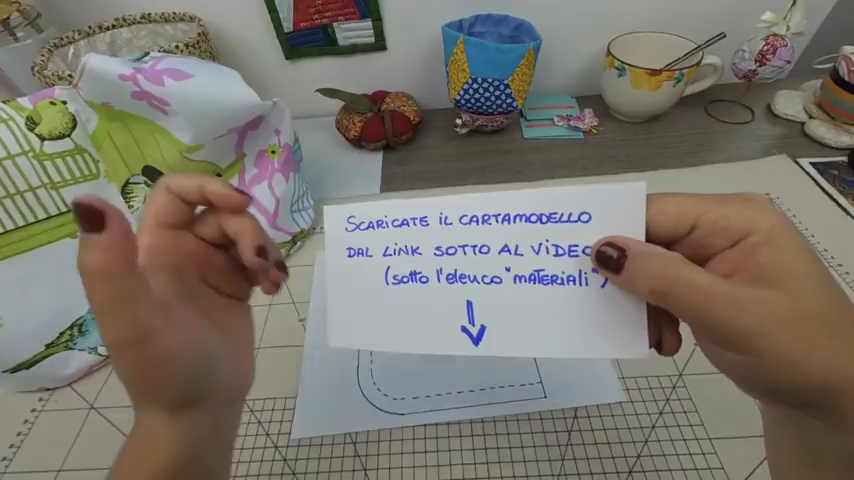 SCARICATE IL CARTAMODELLO
DAL LINK SOTTO AL VIDEO
(sotto l'elenco "MATERIALI")